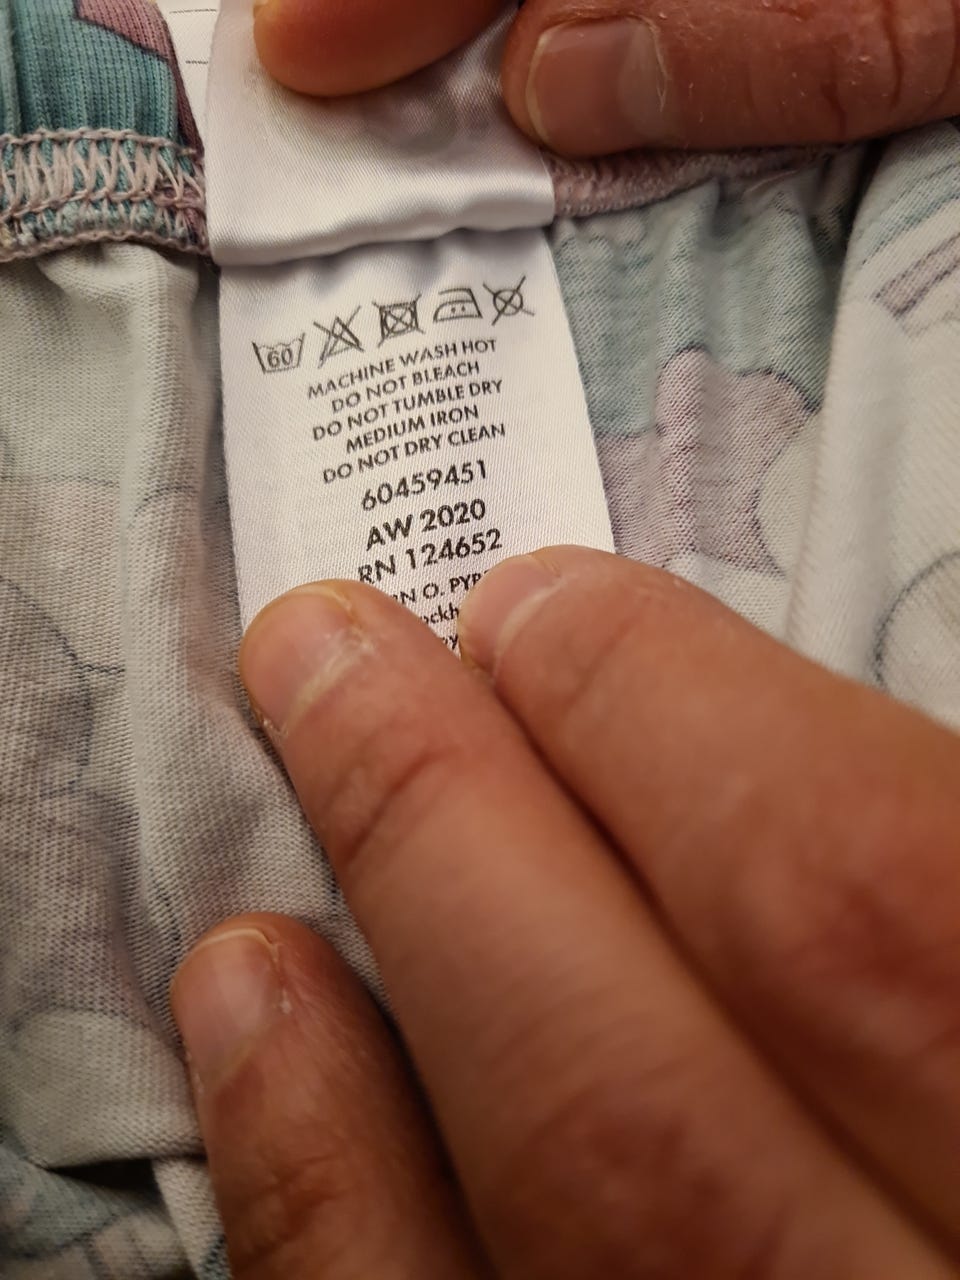 60
MACHINE WASH HOT
DO NOT BLEACH
DO NOT TUMBLE DRY
MEDIUM IRON
DO NOT DRY CLEAN
60459451
AW 2020
RN 124652
O.